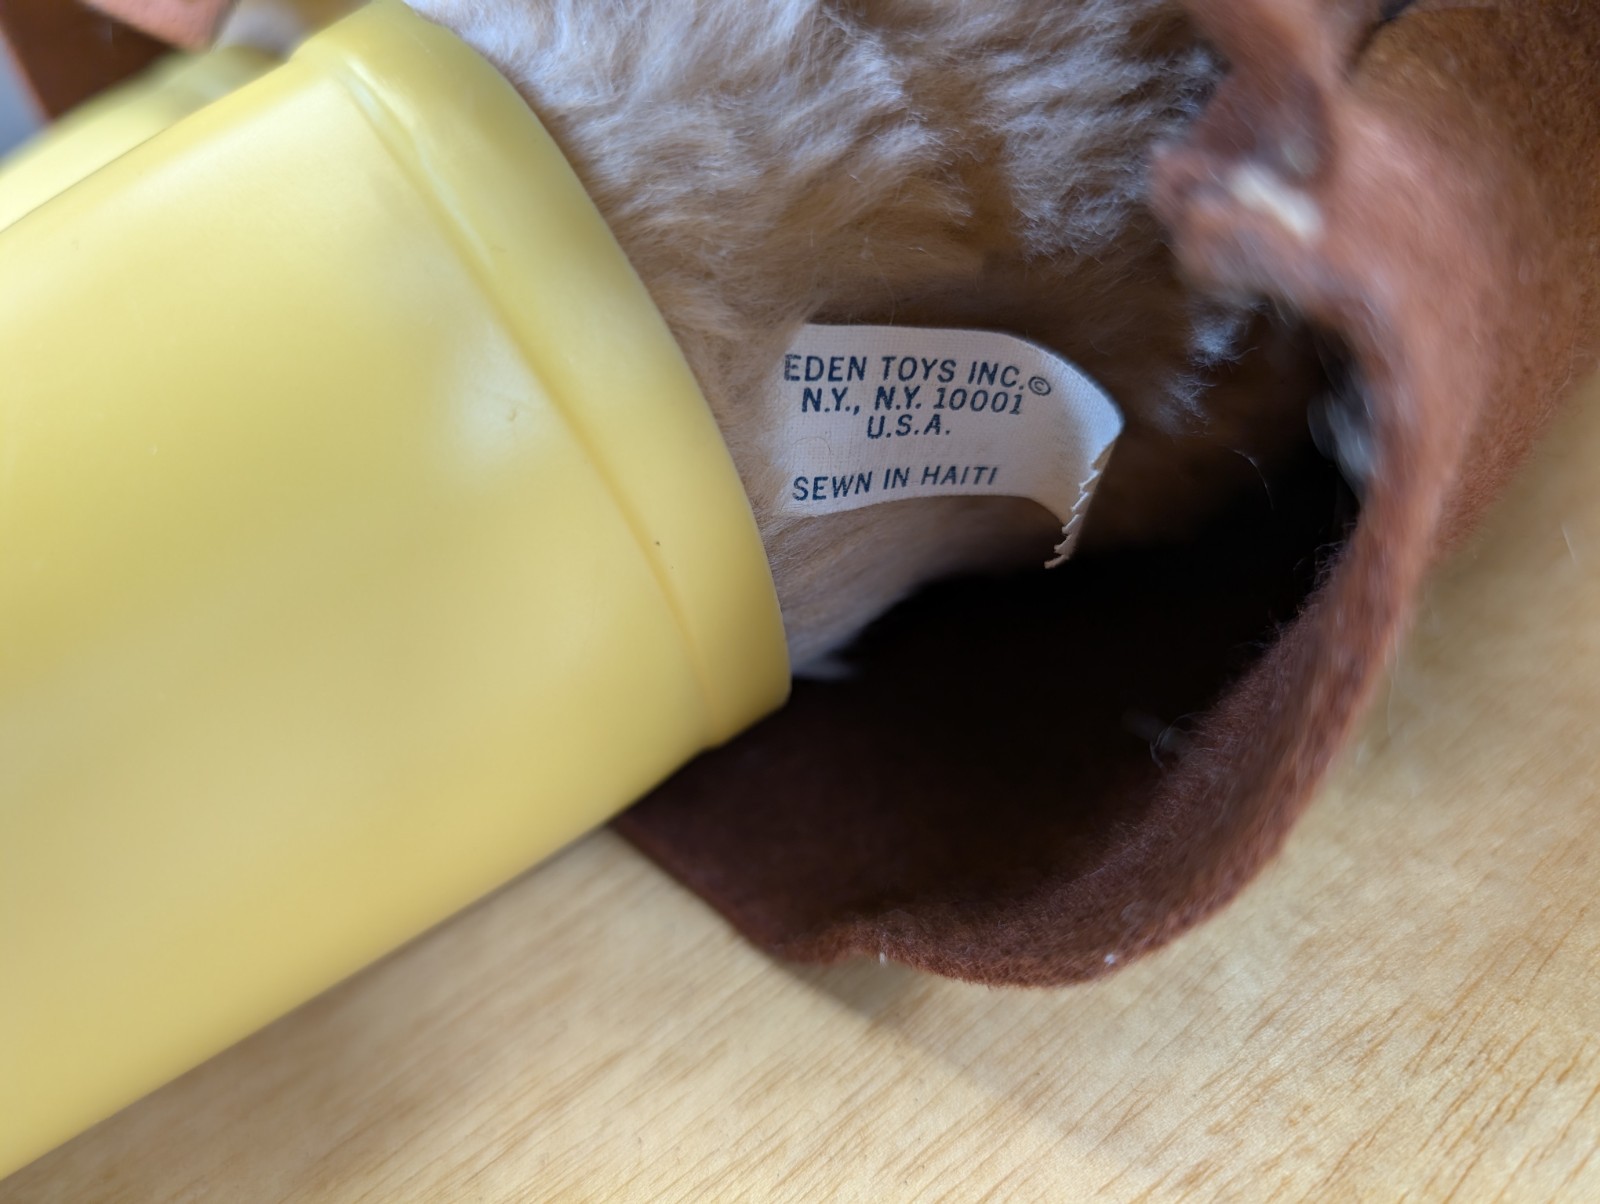 EDEN TOYS INC.©
N.Y., N.Y. 10001
U.S.A.
SEWN IN HAITI